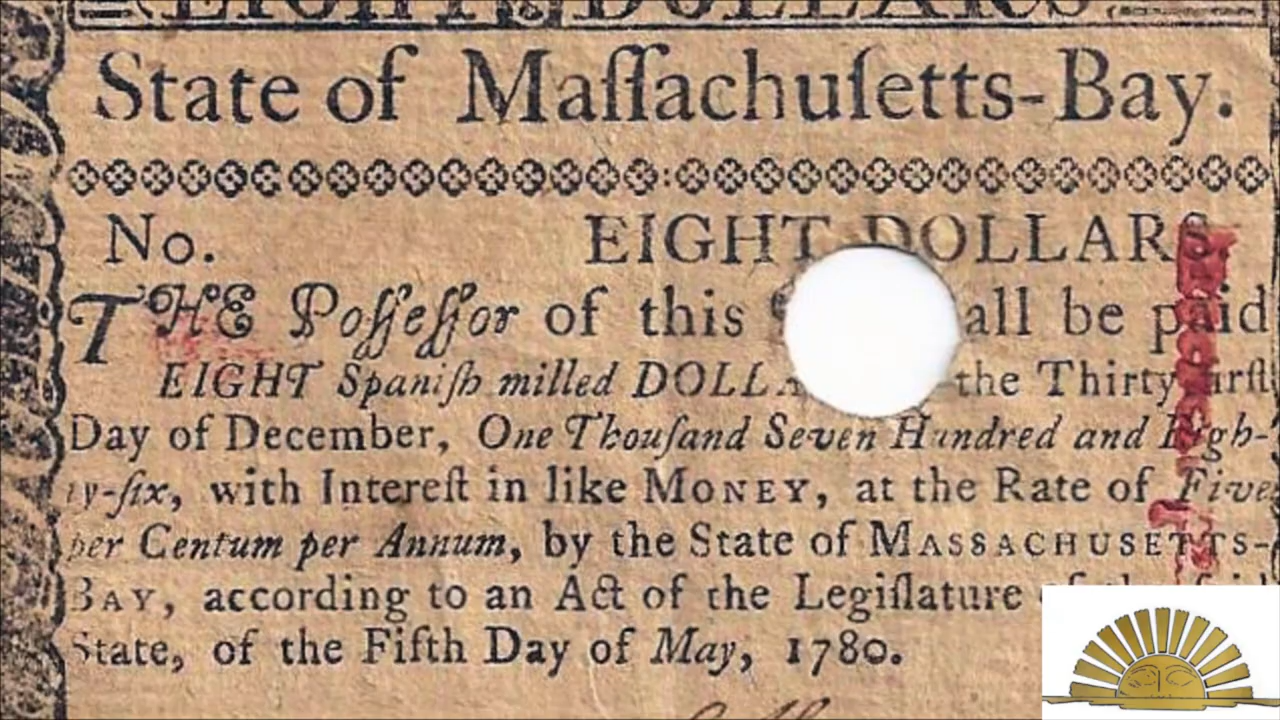 EIGHT DOLLARS
State of Maſſachuſetts-Bay.
No. EIGHT DOLLARS.
THE Poſſeſſor of this all be paid
EIGHT Spaniſh milled the Thirty
Day of December, One Thouſand Seven Hundred and Eigh-
ty-ſix, with Intereſt in like MONEY, at the Rate of Five
per Centum per Annum, by the State of MASSACHUSETTS-
BAY, according to an Act of the Legiſlature
State, of the Fifth Day of May, 1780.